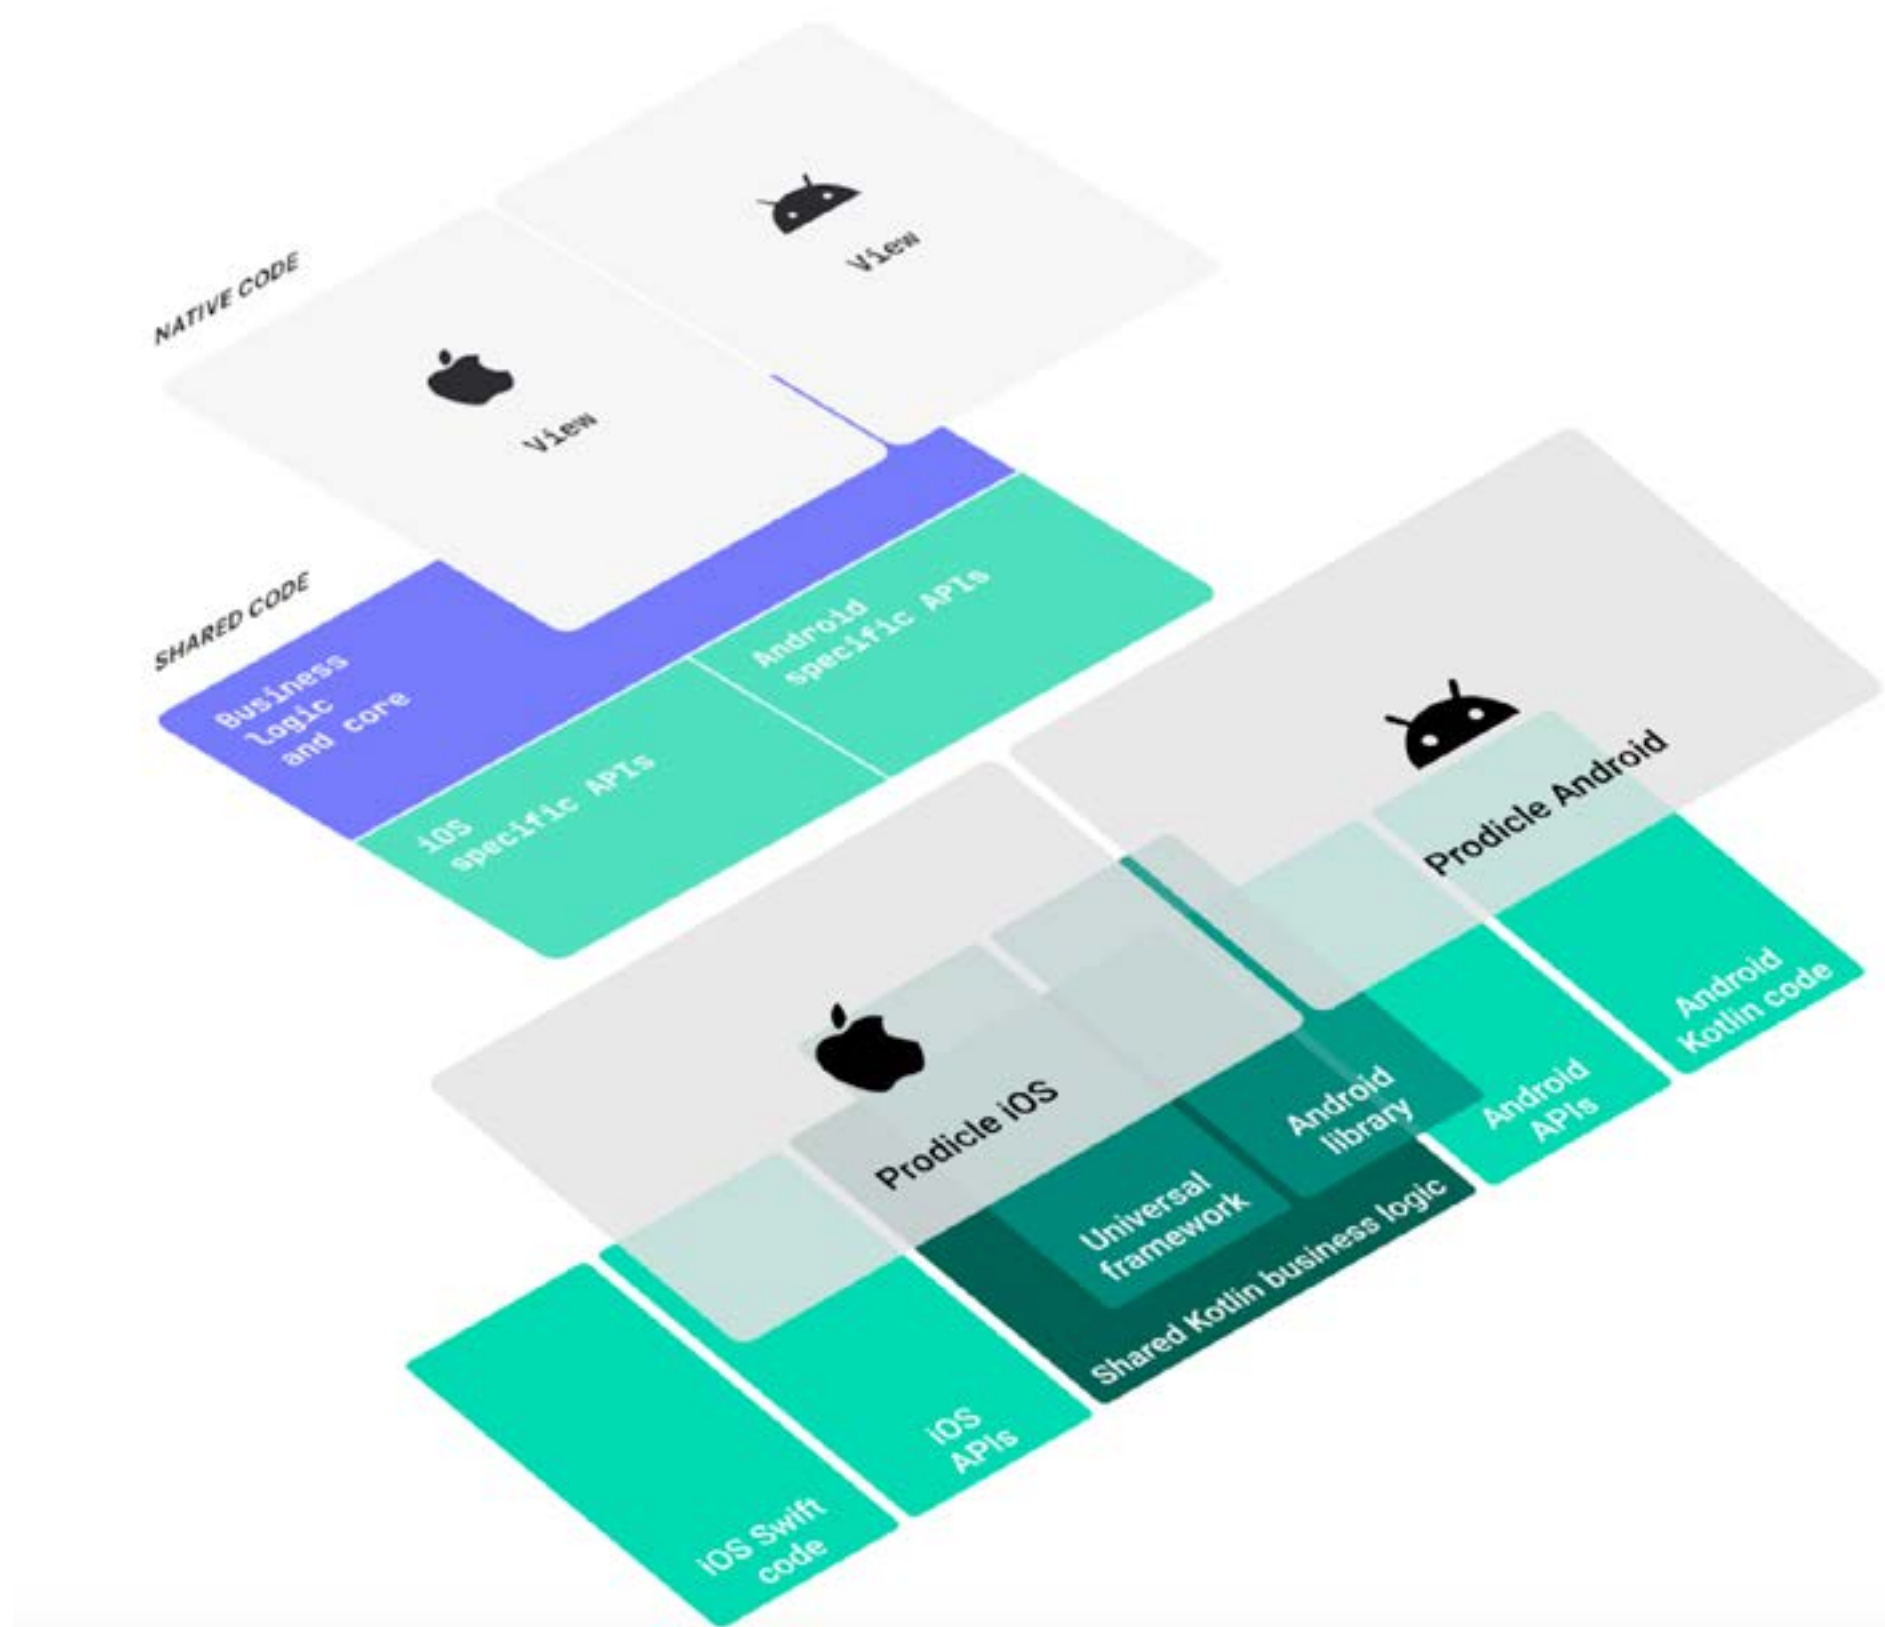 NATIVE CODE
View
View
SHARED CODE
Business
logic
and core
iOS
specific APIs
Android
specific APIs
Prodicle Android
Prodicle iOS
Android
Kotlin code
Android
APIs
Android
library
Universal
framework
Shared Kotlin business logic
iOS
APIs
iOS Swift
code